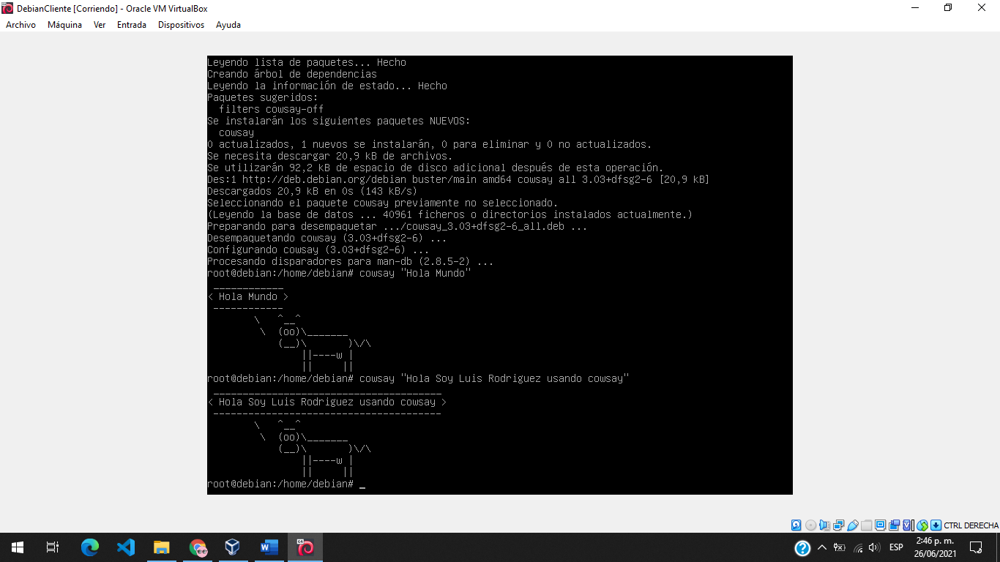 DebianCliente [Corriendo] - Oracle VM VirtualBox
Archivo Máquina Ver Entrada Dispositivos Ayuda
Leyendo lista de paquetes... Hecho
Creando árbol de dependencias
Leyendo la información de estado... Hecho
Paquetes sugeridos:
  filters cowsay-off
Se instalarán los siguientes paquetes NUEVOS:
  cowsay
0 actualizados, 1 nuevos se instalarán, 0 para eliminar y 0 no actualizados.
Se necesita descargar 20,9 kB de archivos.
Se utilizarán 92,2 kB de espacio de disco adicional después de esta operación.
Des:1 http://deb.debian.org/debian buster/main amd64 cowsay all 3.03+dfsg2-6 [20,9 kB]
Descargados 20,9 kB en 0s (143 kB/s)
Seleccionando el paquete cowsay previamente no seleccionado.
(Leyendo la base de datos ... 40961 ficheros o directorios instalados actualmente.)
Preparando para desempaquetar .../cowsay_3.03+dfsg2-6_all.deb ...
Desempaquetando cowsay (3.03+dfsg2-6) ...
Configurando cowsay (3.03+dfsg2-6) ...
Procesando disparadores para man-db (2.8.5-2) ...
root@debian:/home/debian# cowsay "Hola Mundo"
 ____________
< Hola Mundo >
 ------------
        \   ^__^
         \  (oo)\_______
            (__)\       )\/\
                ||----w |
                ||     ||
root@debian:/home/debian# cowsay "Hola Soy Luis Rodriguez usando cowsay"
 _______________________________________
< Hola Soy Luis Rodriguez usando cowsay >
 ---------------------------------------
        \   ^__^
         \  (oo)\_______
            (__)\       )\/\
                ||----w |
                ||     ||
root@debian:/home/debian# _
CTRL DERECHA
64
ESP
2:46 p. m.
26/06/2021